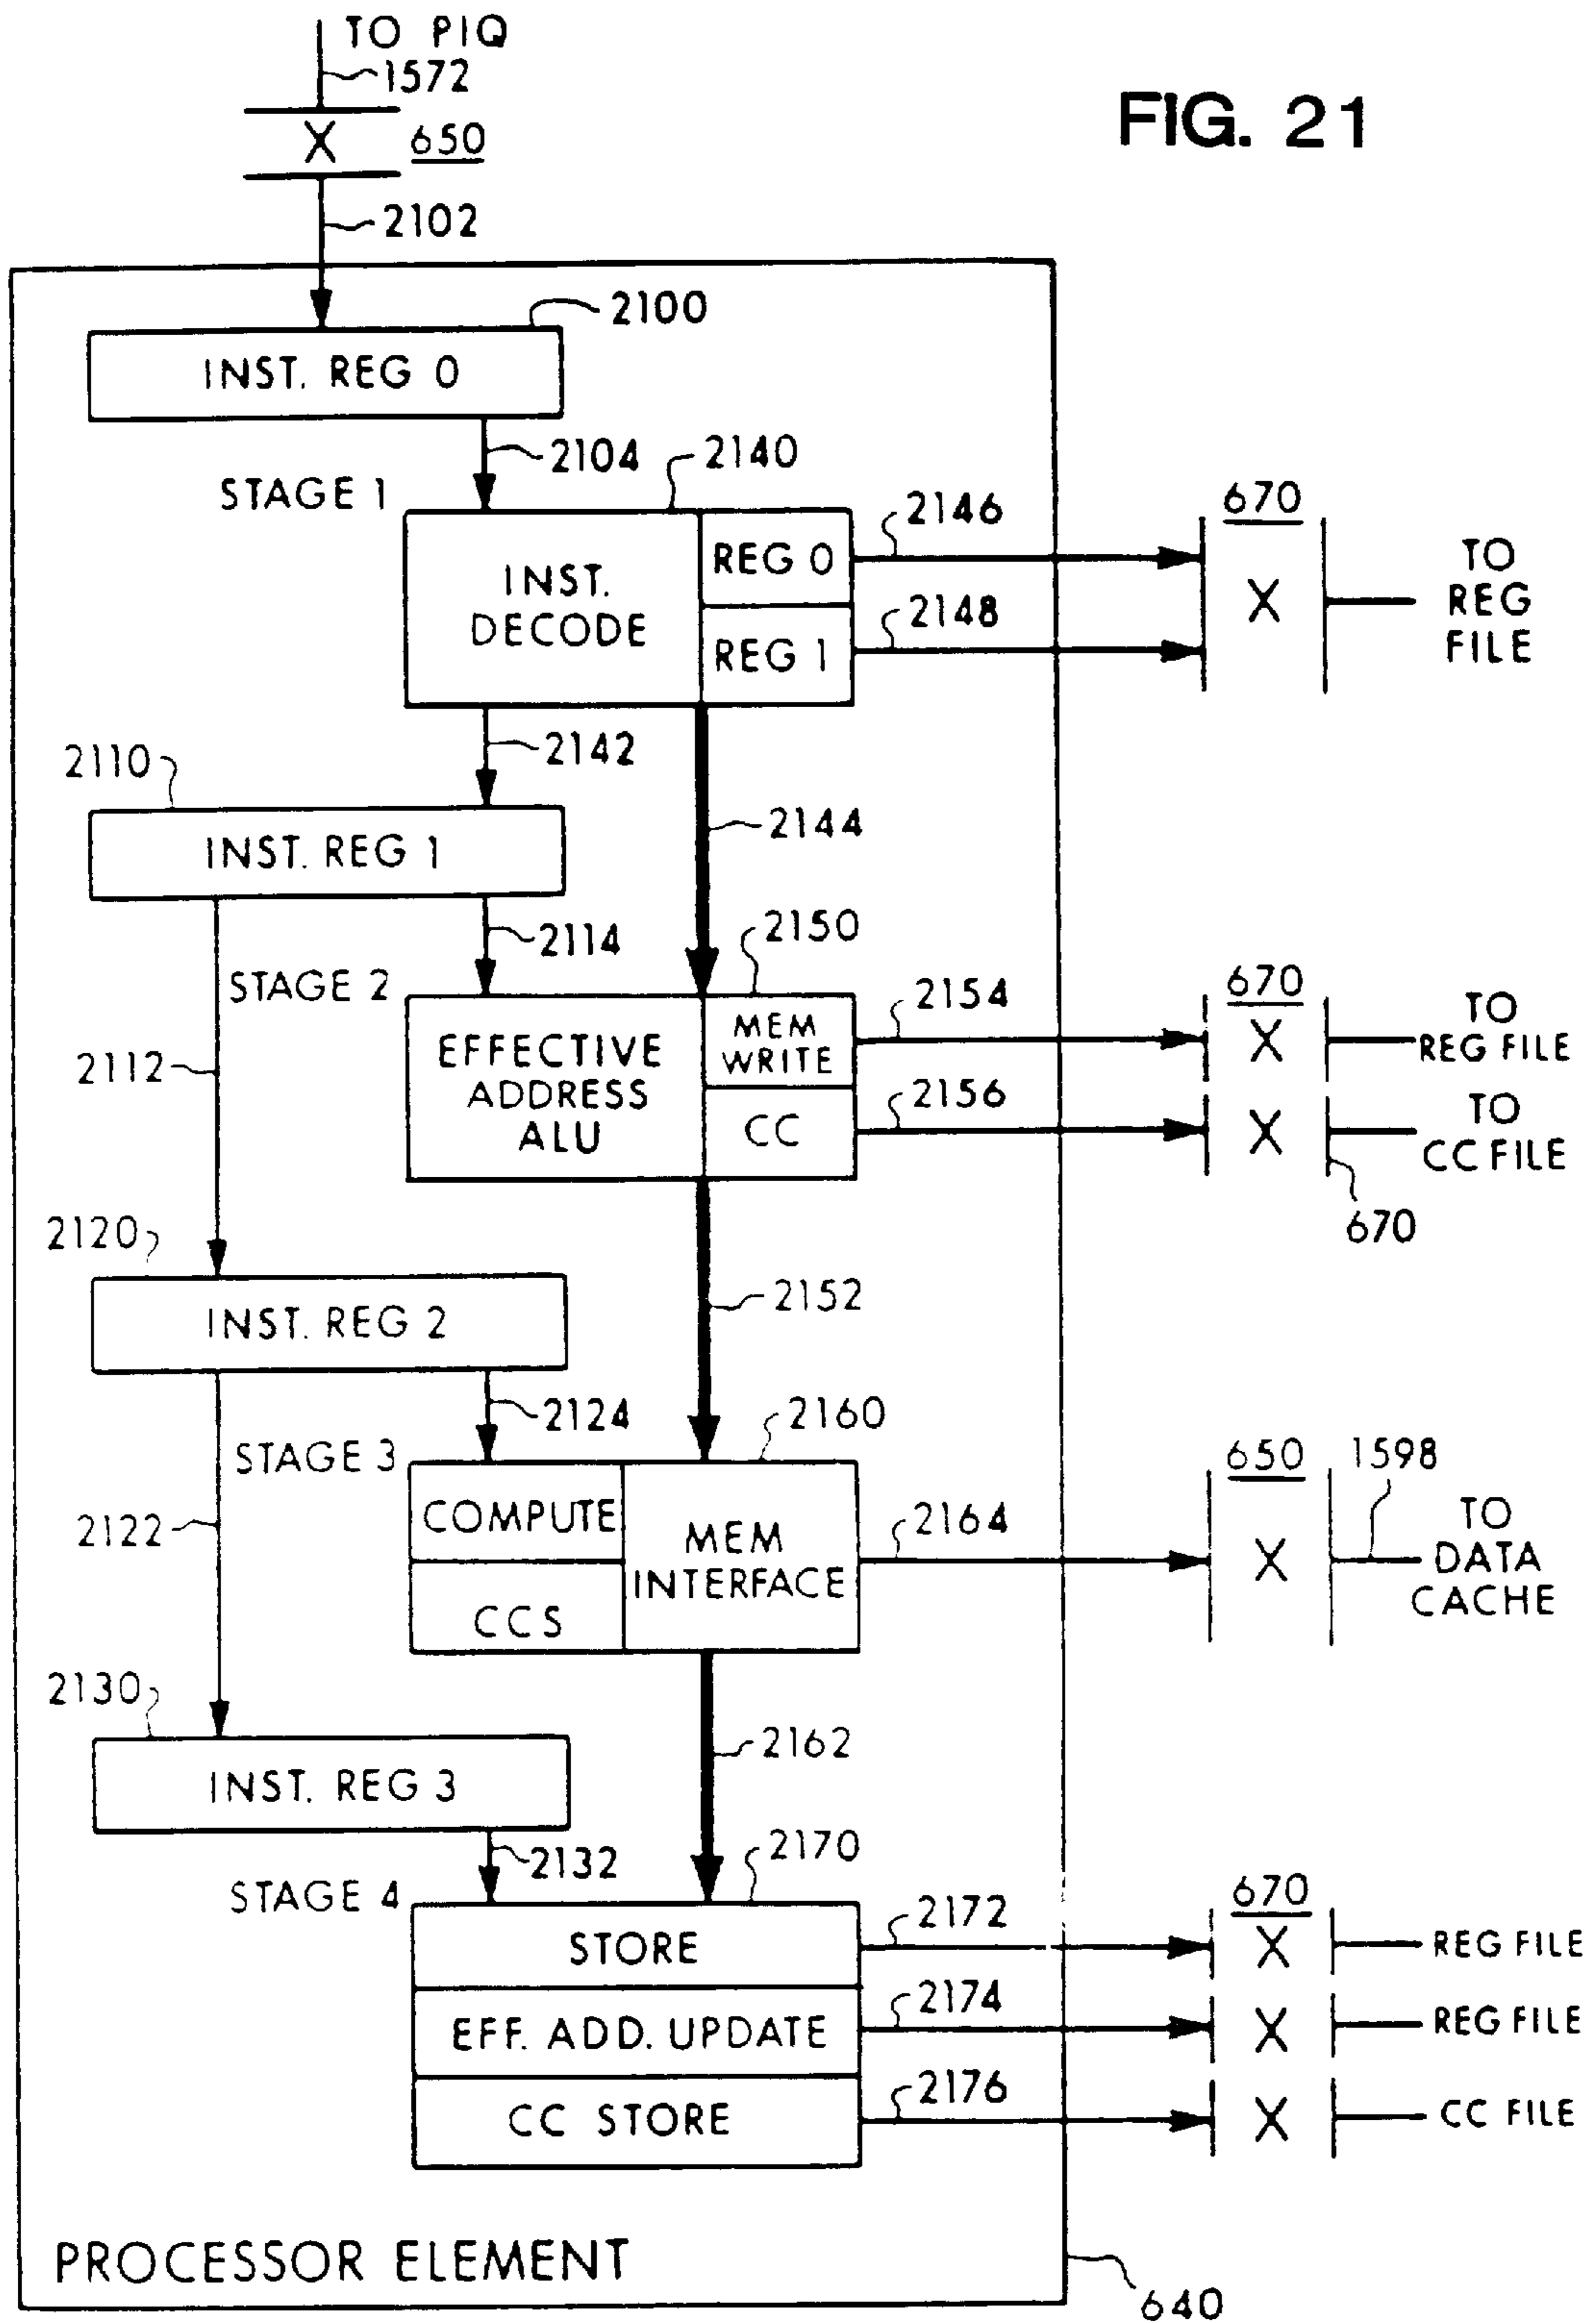 TO PIQ
1572
FIG. 21
X 650
2102
2100
INST. REG 0
2104
2140
STAGE 1
2146
670
INST.
DECODE
REG 0
REG 1
2148
X
TO
REG
FILE
2142
2110
2144
INST. REG 1
2114
2150
STAGE 2
2154
670
EFFECTIVE
ADDRESS
ALU
MEM
WRITE
CC
X
TO
REG FILE
2112
2156
X
TO
CC FILE
670
2120
2152
INST. REG 2
2124
2160
STAGE 3
650
1598
COMPUTE
CCS
MEM
INTERFACE
2164
X
TO
DATA
CACHE
2122
2130
2162
INST. REG 3
2132
2170
STAGE 4
2172
670
STORE
X
REG FILE
2174
EFF. ADD. UPDATE
X
REG FILE
2176
CC STORE
X
CC FILE
PROCESSOR ELEMENT
640